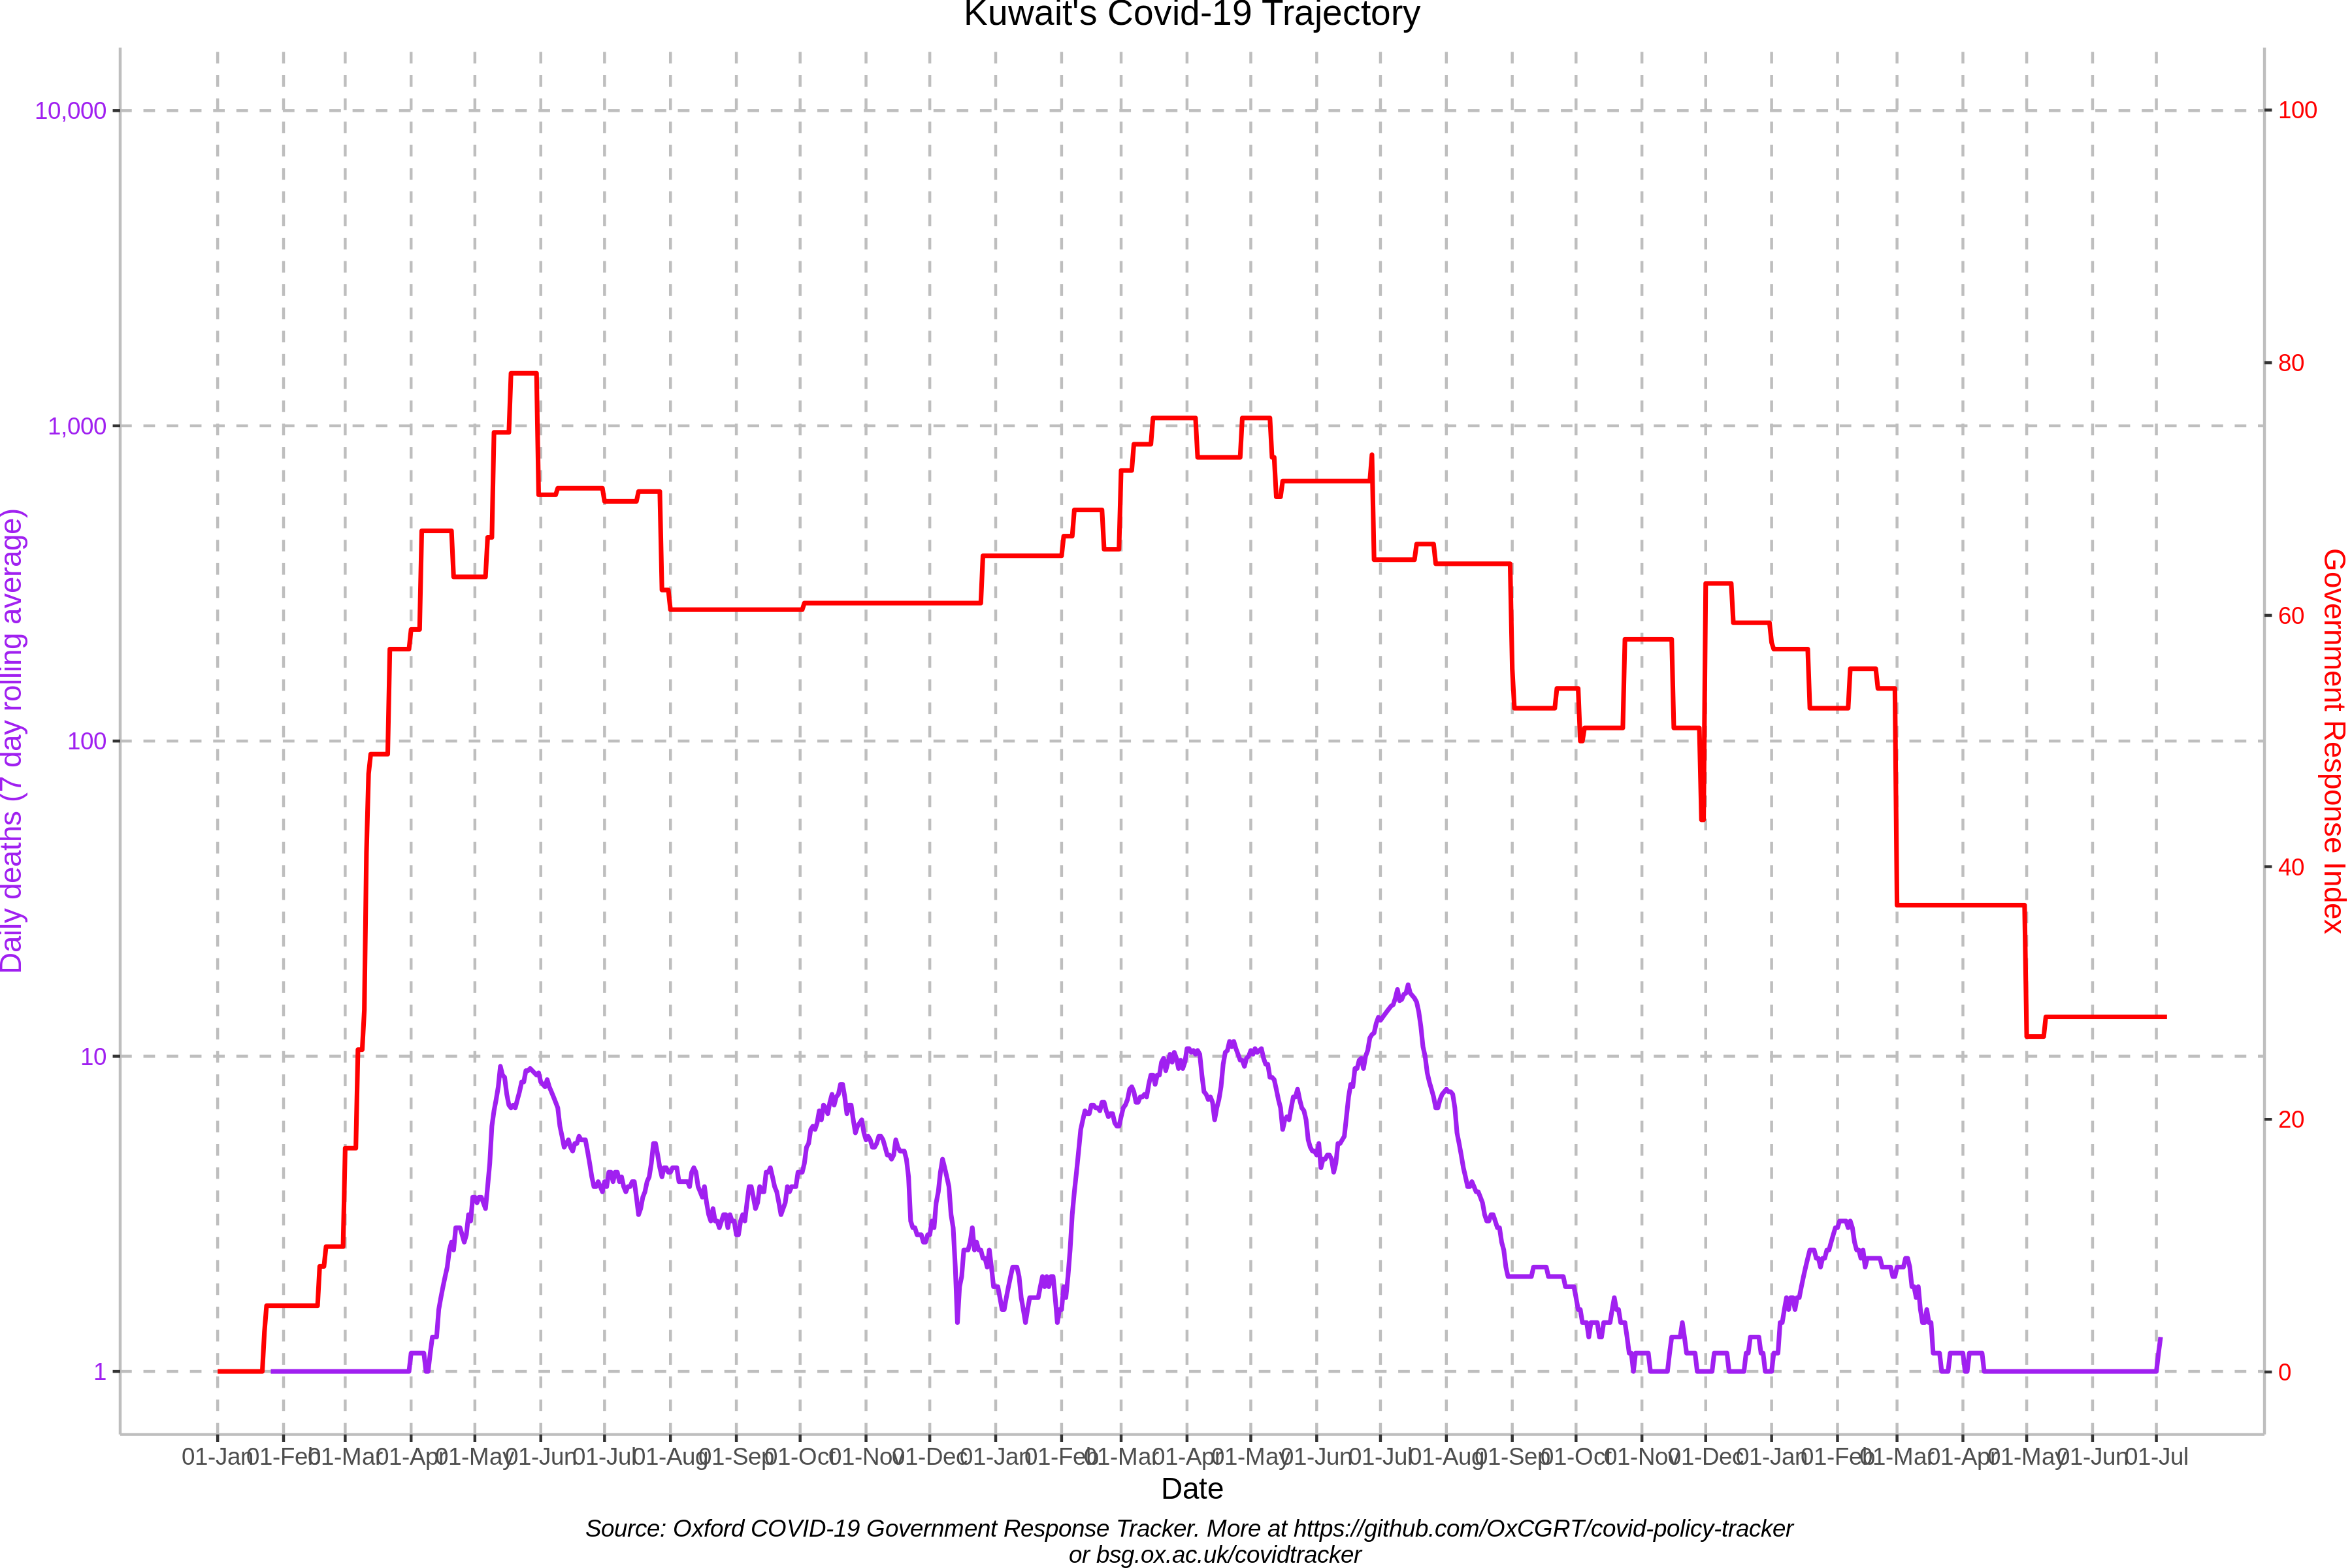 Kuwait's Covid-19 Trajectory
10,000
1,000
100
10
1
Daily deaths (7 day rolling average)
100
80
60
40
20
0
Government Response Index
01-Jan 01-Feb 01-Mar 01-Apr 01-May 01-Jun 01-Jul 01-Aug 01-Sep 01-Oct 01-Nov 01-Dec 01-Jan 01-Feb 01-Mar 01-Apr 01-May 01-Jun 01-Jul 01-Aug 01-Sep 01-Oct 01-Nov 01-Dec 01-Jan 01-Feb 01-Mar 01-Apr 01-May 01-Jun 01-Jul
Date
Source: Oxford COVID-19 Government Response Tracker. More at https://github.com/OxCGRT/covid-policy-tracker
or bsg.ox.ac.uk/covidtracker